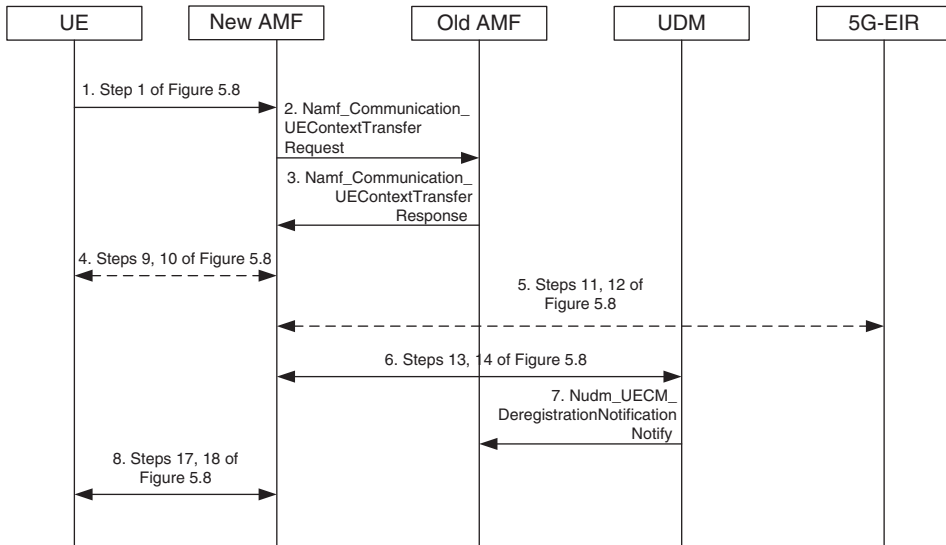 UE
New AMF
Old AMF
UDM
5G-EIR
1. Step 1 of Figure 5.8
2. Namf_Communication_
UEContextTransfer
Request
3. Namf_Communication_
UEContextTransfer
Response
4. Steps 9, 10 of Figure 5.8
5. Steps 11, 12 of
Figure 5.8
6. Steps 13, 14 of Figure 5.8
7. Nudm_UECM_
DeregistrationNotification
Notify
8. Steps 17, 18 of
Figure 5.8